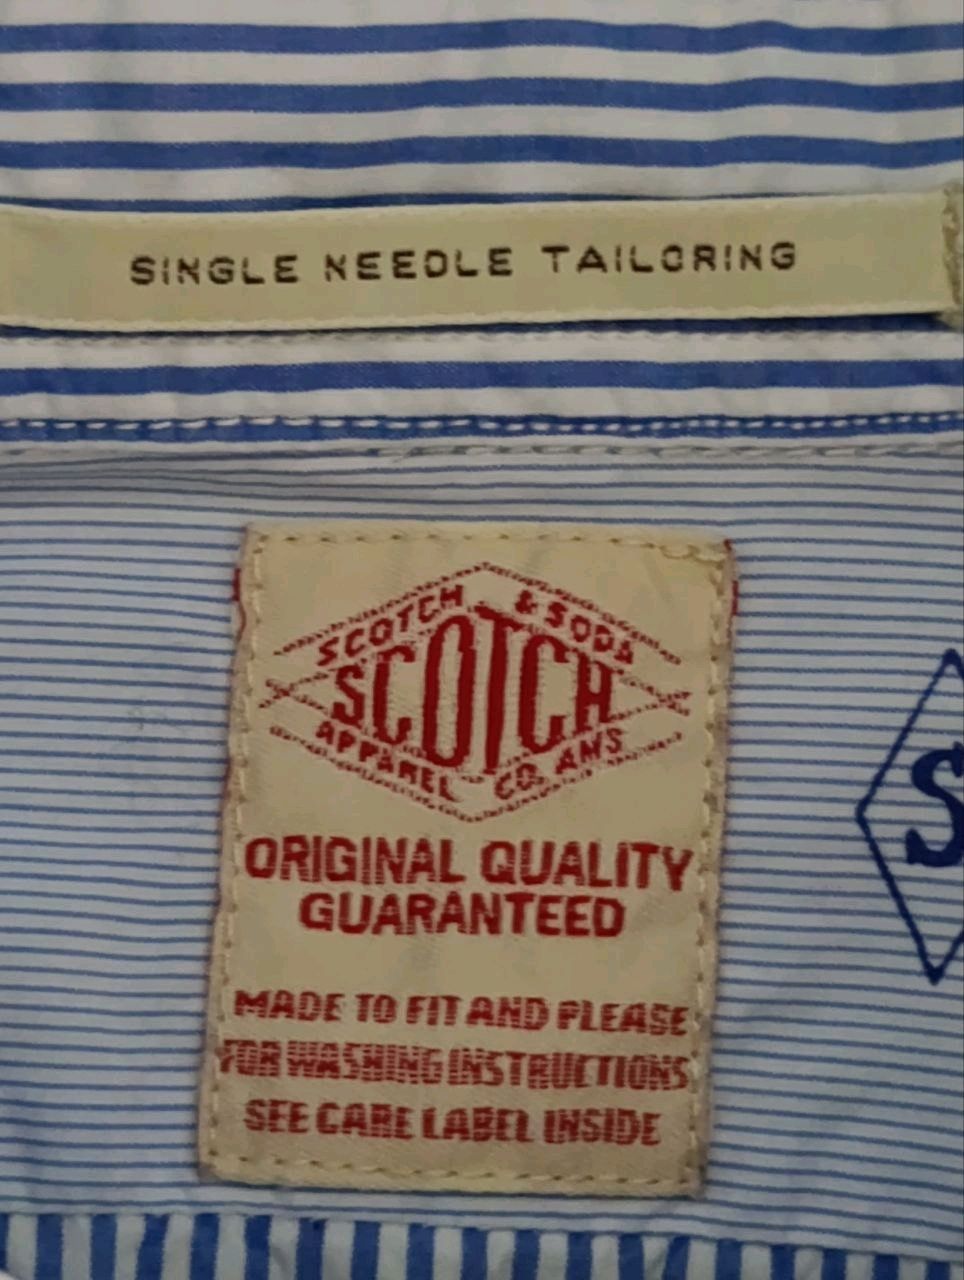 SINGLE NEEDLE TAILORING
SCOTCH & SODA
SCOTCH
APPAREL CO. AMS
ORIGINAL QUALITY
GUARANTEED
MADE TO FIT AND PLEASE
FOR WASHING INSTRUCTIONS
SEE CARE LABEL INSIDE
S